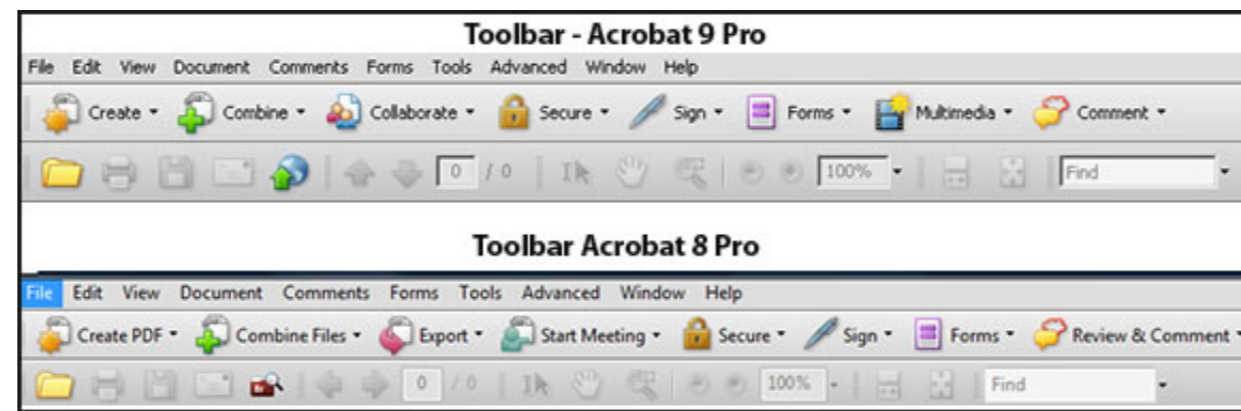 Toolbar - Acrobat 9 Pro
File Edit View Document Comments Forms Tools Advanced Window Help
Create Combine Collaborate Secure Sign Forms Multimedia Comment
0 / 0 100% Find
Toolbar Acrobat 8 Pro
File Edit View Document Comments Forms Tools Advanced Window Help
Create PDF Combine Files Export Start Meeting Secure Sign Forms Review & Comment
0 / 0 100% Find